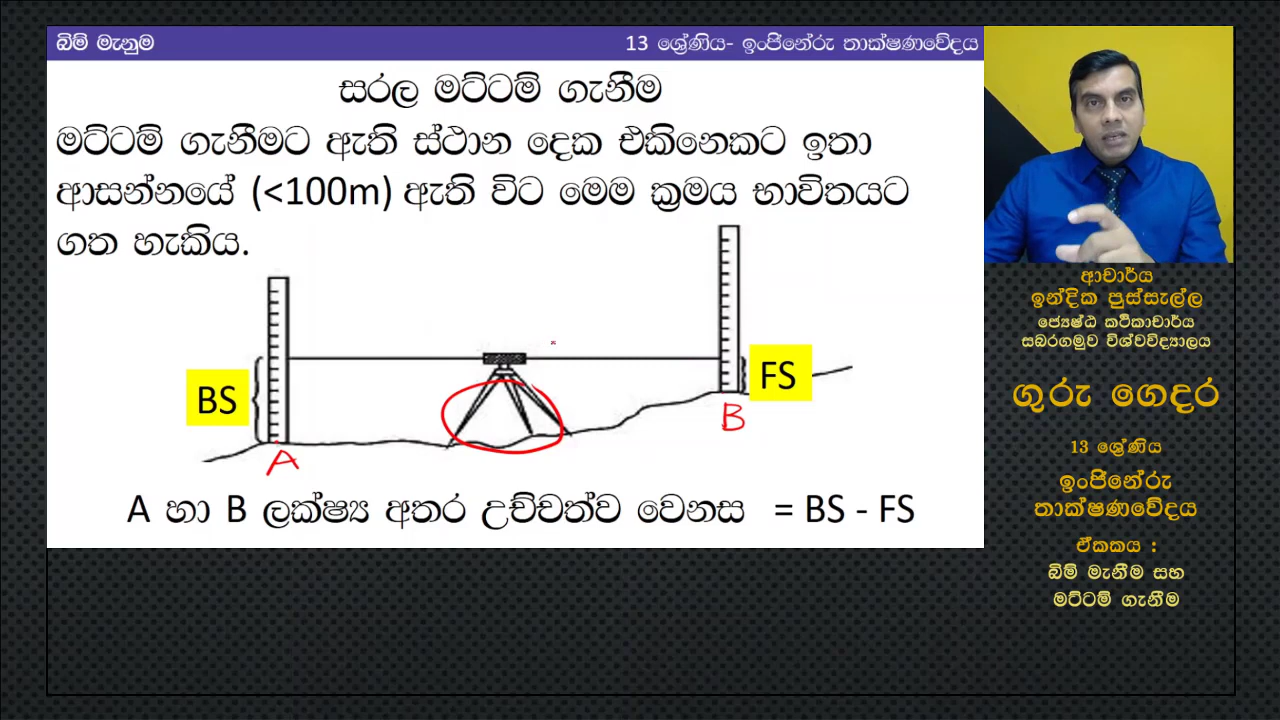 බිම් මැනුම
13 ශ්‍රේණිය- ඉංජිනේරු තාක්ෂණවේදය
සරල මට්ටම් ගැනීම
මට්ටම් ගැනීමට ඇති ස්ථාන දෙක එකිනෙකට ඉතා
ආසන්නයේ (<100m) ඇති විට මෙම ක්‍රමය භාවිතයට
ගත හැකිය.
BS
FS
A
B
A හා B ලක්ෂ්‍ය අතර උච්චත්ව වෙනස = BS - FS
ආචාර්ය
ඉන්දික පුස්සැල්ල
ජ්‍යෙෂ්ඨ කථිකාචාර්ය
සබරගමුව විශ්වවිද්‍යාලය
ගුරු ගෙදර
13 ශ්‍රේණිය
ඉංජිනේරු
තාක්ෂණවේදය
ඒකකය :
බිම් මැනීම සහ
මට්ටම් ගැනීම